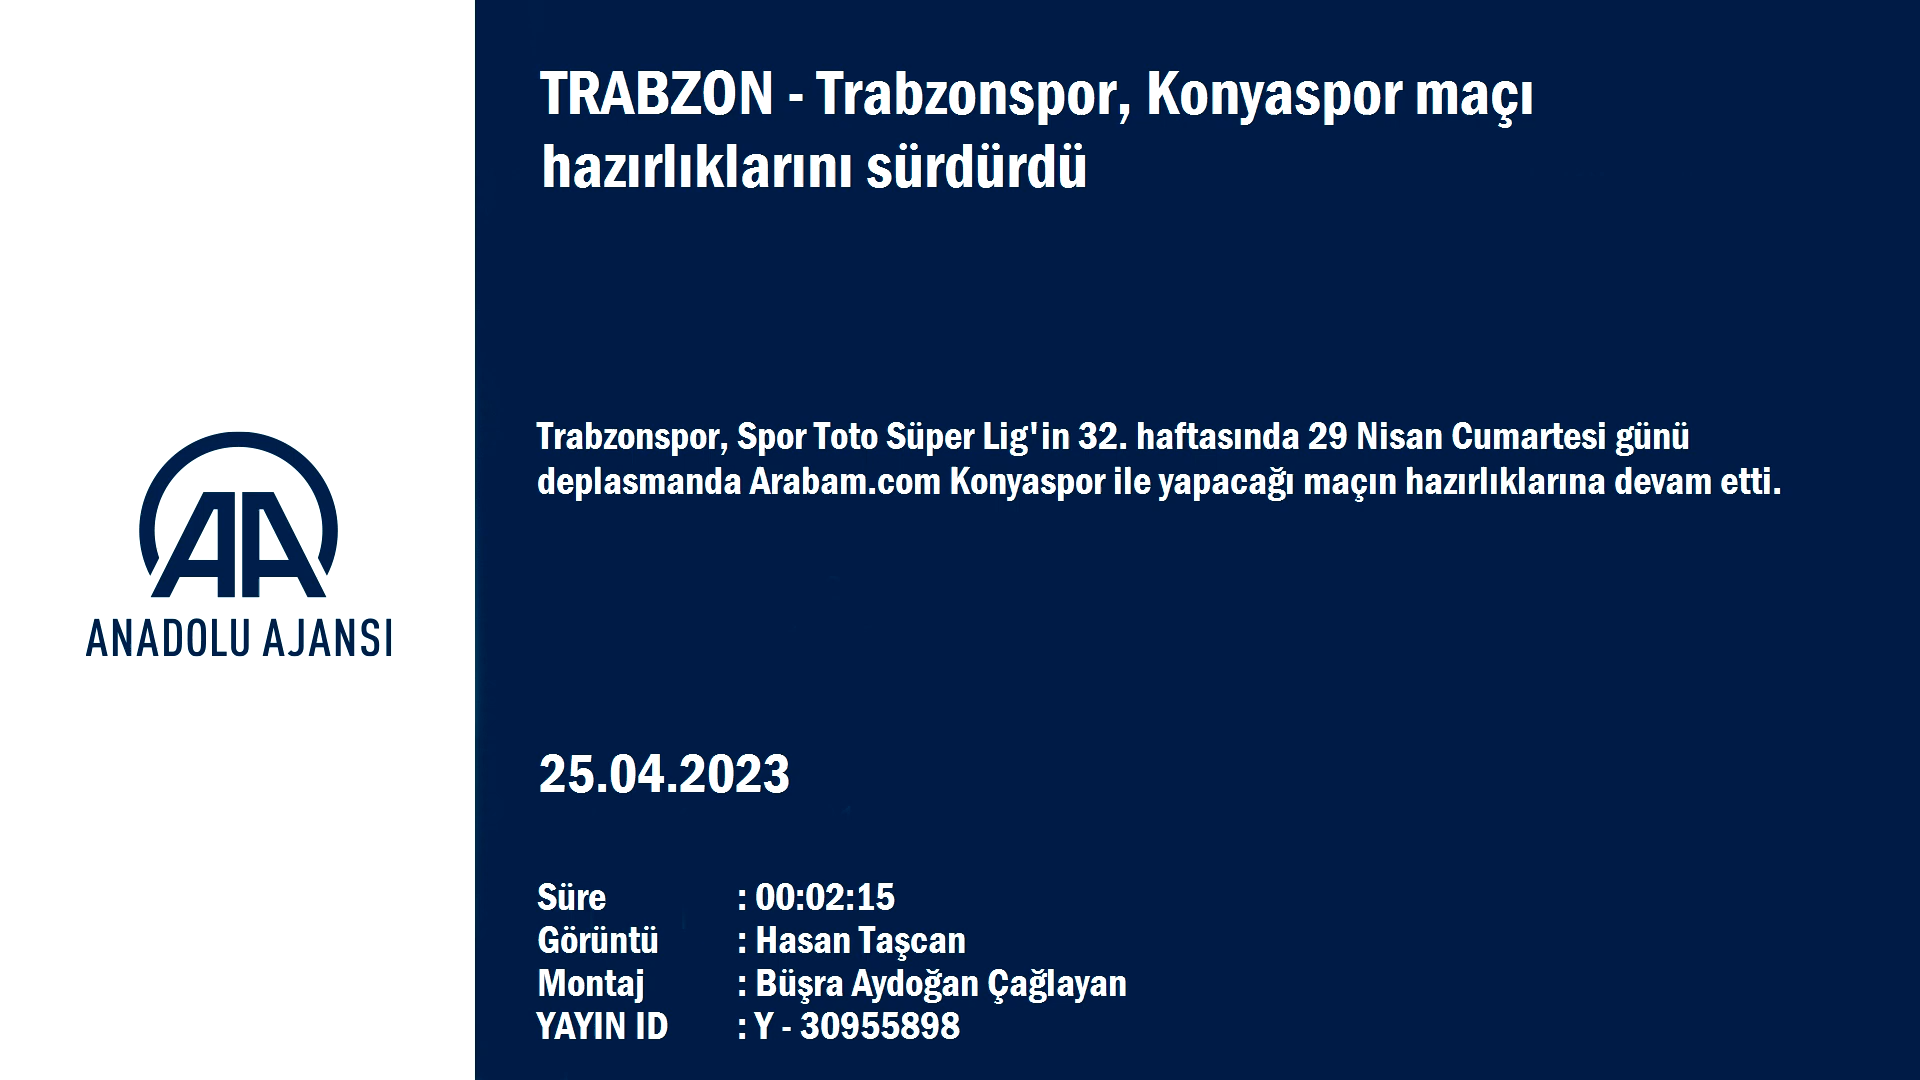 TRABZON - Trabzonspor, Konyaspor maçı
hazırlıklarını sürdürdü
Trabzonspor, Spor Toto Süper Lig'in 32. haftasında 29 Nisan Cumartesi günü
deplasmanda Arabam.com Konyaspor ile yapacağı maçın hazırlıklarına devam etti.
AA
ANADOLU AJANSI
25.04.2023
Süre : 00:02:15
Görüntü : Hasan Taşcan
Montaj : Büşra Aydoğan Çağlayan
YAYIN ID : Y - 30955898